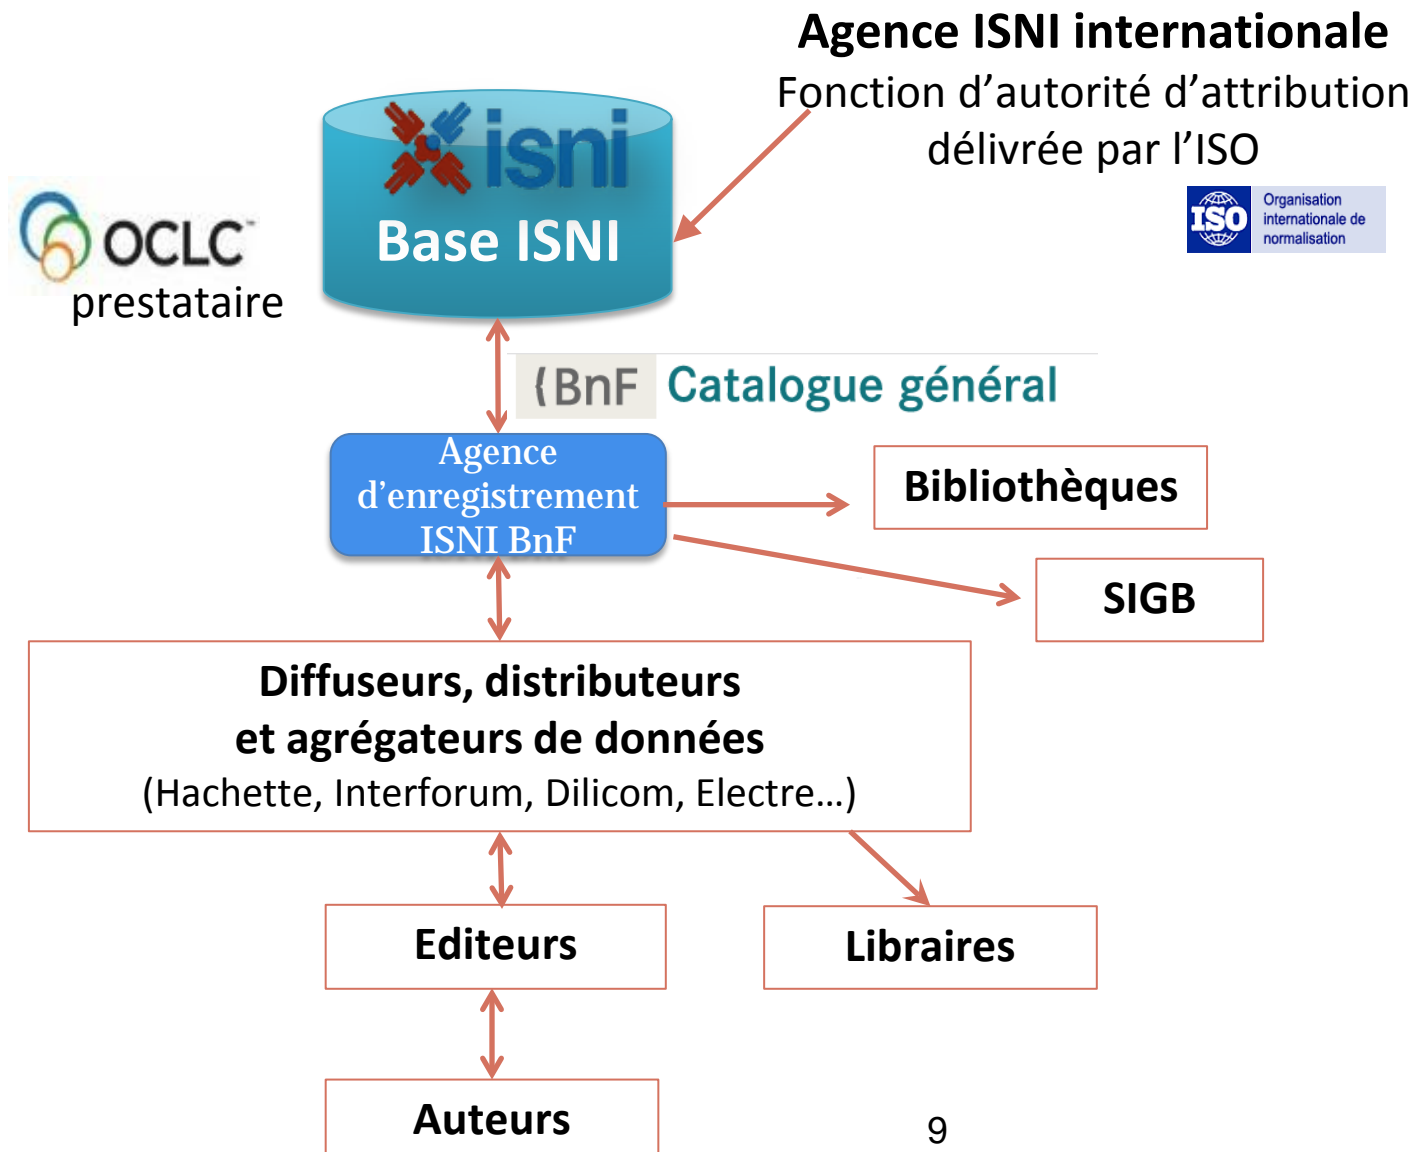 Agence ISNI internationale
Fonction d’autorité d’attribution
délivrée par l’ISO
isni
Base ISNI
ISO
Organisation
internationale de
normalisation
OCLC™
prestataire
{BnF Catalogue général
Agence
d’enregistrement
ISNI BnF
Bibliothèques
SIGB
Diffuseurs, distributeurs
et agrégateurs de données
(Hachette, Interforum, Dilicom, Electre…)
Editeurs
Libraires
Auteurs
9